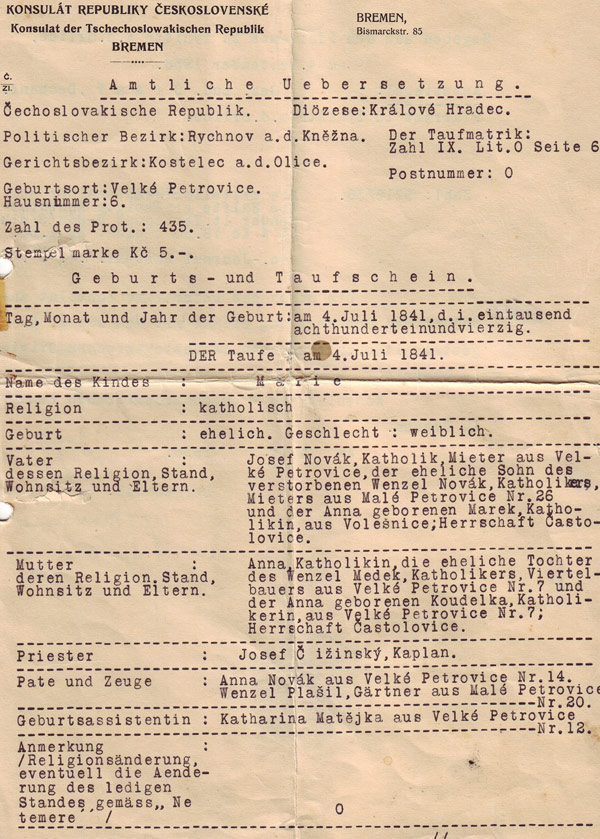 KONSULÁT REPUBLIKY ČESKOSLOVENSKÉ
Konsulat der Tschechoslowakischen Republik
BREMEN
BREMEN,
Bismarckstr. 85
Č.
Zl.
Amtliche Uebersetzung.
Čechoslovakische Republik. Diözese:Králové Hradec.
Politischer Bezirk:Rychnov a.d.Kněžna. Der Taufmatrik:
Zahl IX. Lit.O Seite 6
Gerichtsbezirk:Kostelec a.d.Olice.
Postnummer: O
Geburtsort:Velké Petrovice.
Hausnummer:6.
Zahl des Prot.: 435.
Stempelmarke Kč 5.-.
Geburts-und Taufschein.
Tag,Monat und Jahr der Geburt:am 4.Juli 1841,d.i.eintausend
achthunderteinundvierzig.
DER Taufe : am 4.Juli 1841.
Name des Kindes : Marie
Religion : katholisch
Geburt : ehelich. Geschlecht : weiblich.
Vater : Josef Novák,Katholik,Mieter aus Vel-
dessen Religion,Stand, ké Petrovice,der eheliche Sohn des
Wohnsitz und Eltern. verstorbenen Wenzel Novák,Katholikers,
Mieters aus Malé Petrovice Nr.26
und der Anna geborenen Marek,Katho-
likin,aus Volešnice;Herrschaft Často-
lovice.
Mutter : Anna,Katholikin,die eheliche Tochter
deren Religion.Stand, des Wenzel Medek,Katholikers,Viertel-
Wohnsitz und Eltern. bauers aus Velké Petrovice Nr.7 und
der Anna geborenen Koudelka,Katholi-
kerin,aus Velké Petrovice Nr.7;
Herrschaft Častolovice.
Priester : Josef Č ižinský,Kaplan.
Pate und Zeuge : Anna Novák aus Velké Petrovice Nr.14.
Wenzel Plašil,Gärtner aus Malé Petrovice
Nr.20.
Geburtsassistentin : Katharina Matějka aus Velké Petrovice
Nr.12.
Anmerkung :
/Religionsänderung,
eventuell die Aende-
rung des ledigen
Standes gemäss„ Ne
temere" / O